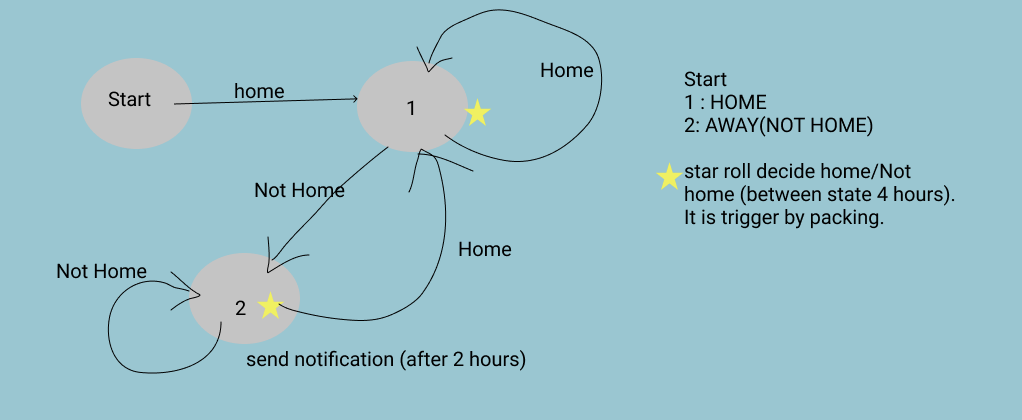 Start
home
1
Home
Not Home
Home
Not Home
2
send notification (after 2 hours)
Start
1 : HOME
2: AWAY(NOT HOME)
star roll decide home/Not
home (between state 4 hours).
It is trigger by packing.